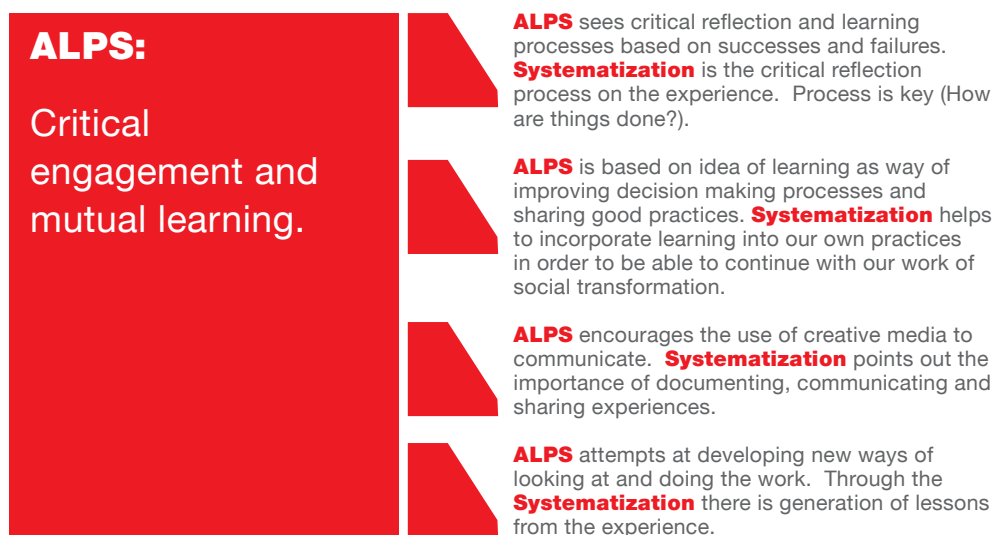 ALPS:
Critical
engagement and
mutual learning.
ALPS sees critical reflection and learning
processes based on successes and failures.
Systematization is the critical reflection
process on the experience.  Process is key (How
are things done?).
ALPS is based on idea of learning as way of
improving decision making processes and
sharing good practices. Systematization helps
to incorporate learning into our own practices
in order to be able to continue with our work of
social transformation.
ALPS encourages the use of creative media to
communicate.  Systematization points out the
importance of documenting, communicating and
sharing experiences.
ALPS attempts at developing new ways of
looking at and doing the work.  Through the
Systematization there is generation of lessons
from the experience.